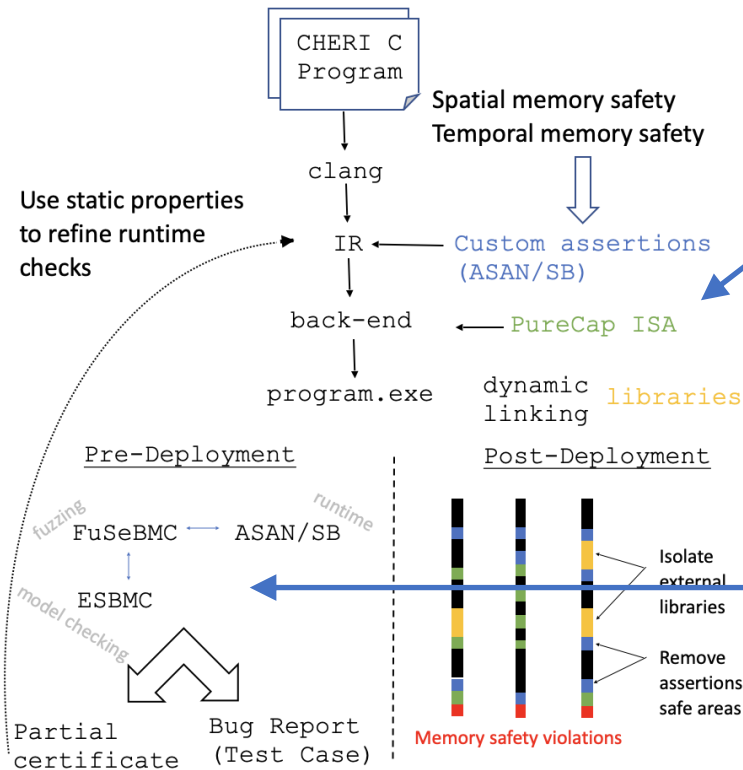 CHERI C
Program
Spatial memory safety
Temporal memory safety
clang
Use static properties
to refine runtime
checks
IR
Custom assertions
(ASAN/SB)
back-end
PureCap ISA
program.exe
dynamic
linking
libraries
Pre-Deployment
Post-Deployment
fuzzing
runtime
FuSeBMC
ASAN/SB
ESBMC
model checking
Isolate
external
libraries
Remove
assertions
safe areas
Partial
certificate
Bug Report
(Test Case)
Memory safety violations